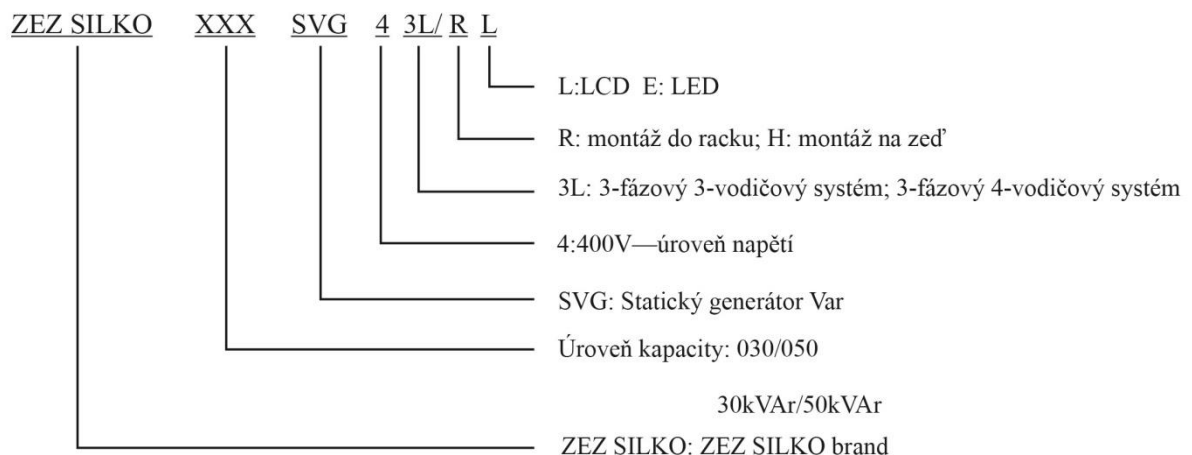 ZEZ SILKO XXX SVG 4 3L/ R L
L:LCD E: LED
R: montáž do racku; H: montáž na zeď
3L: 3-fázový 3-vodičový systém; 3-fázový 4-vodičový systém
4:400V—úroveň napětí
SVG: Statický generátor Var
Úroveň kapacity: 030/050
30kVAr/50kVAr
ZEZ SILKO: ZEZ SILKO brand